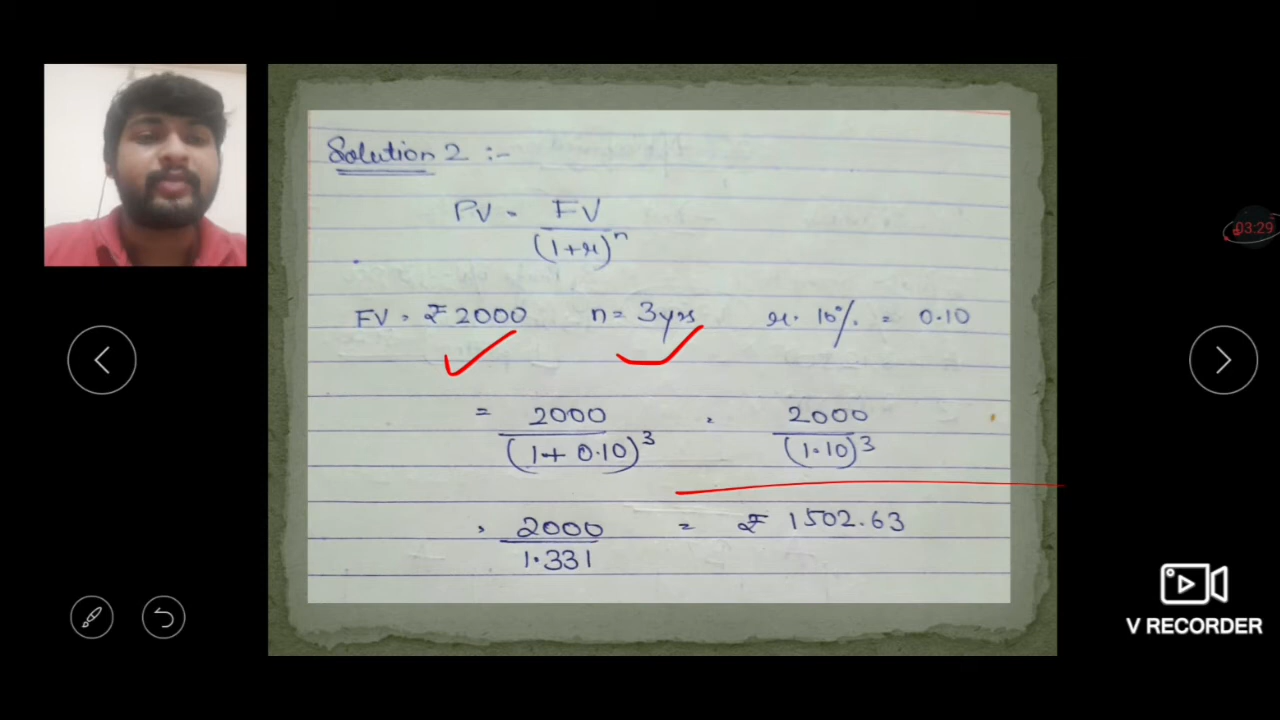 Solution 2 :-
PV = FV / (1+r)^n
FV = ₹ 2000 n = 3yrs r = 10% = 0.10
= 2000 / (1+0.10)^3 = 2000 / (1.10)^3
= 2000 / 1.331 = ₹ 1502.63
03:29
V RECORDER